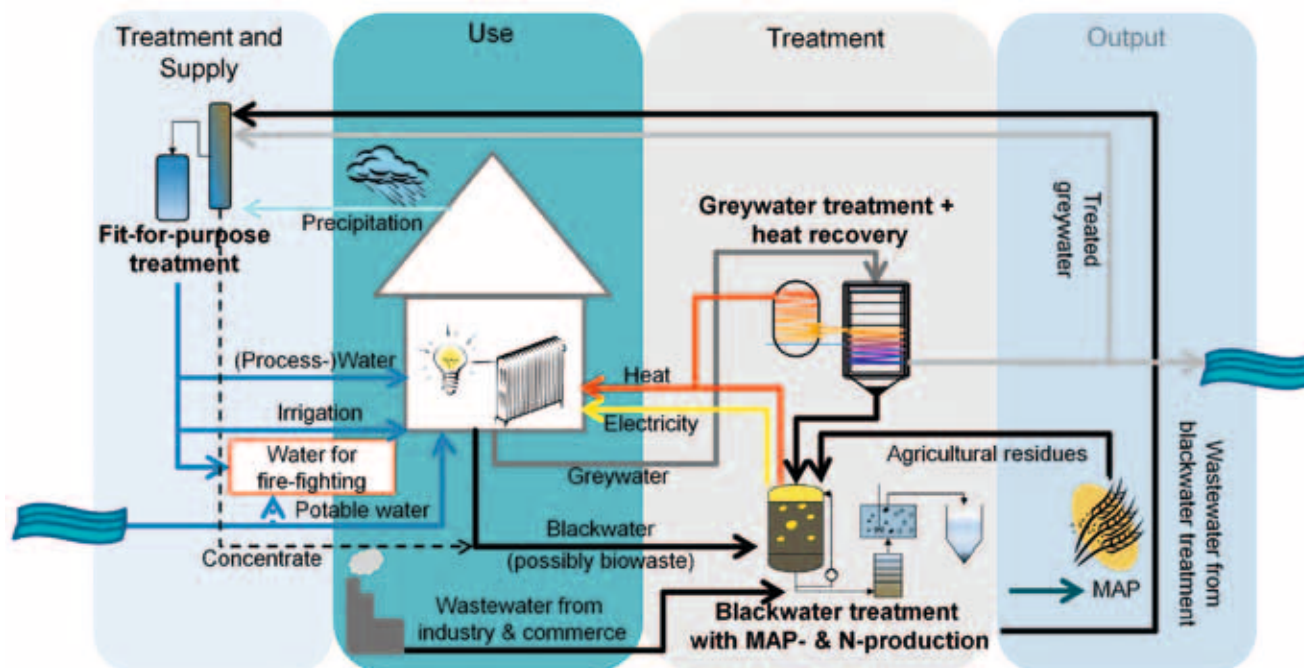 Treatment and
Supply
Use
Treatment
Output
Precipitation
Fit-for-purpose
treatment
Greywater treatment +
heat recovery
Treated
greywater
(Process-)Water
Heat
Irrigation
Electricity
Water for
fire-fighting
Greywater
Agricultural residues
Potable water
Blackwater
(possibly biowaste)
Concentrate
Wastewater from
industry & commerce
Blackwater treatment
with MAP- & N-production
MAP
Wastewater from
blackwater treatment